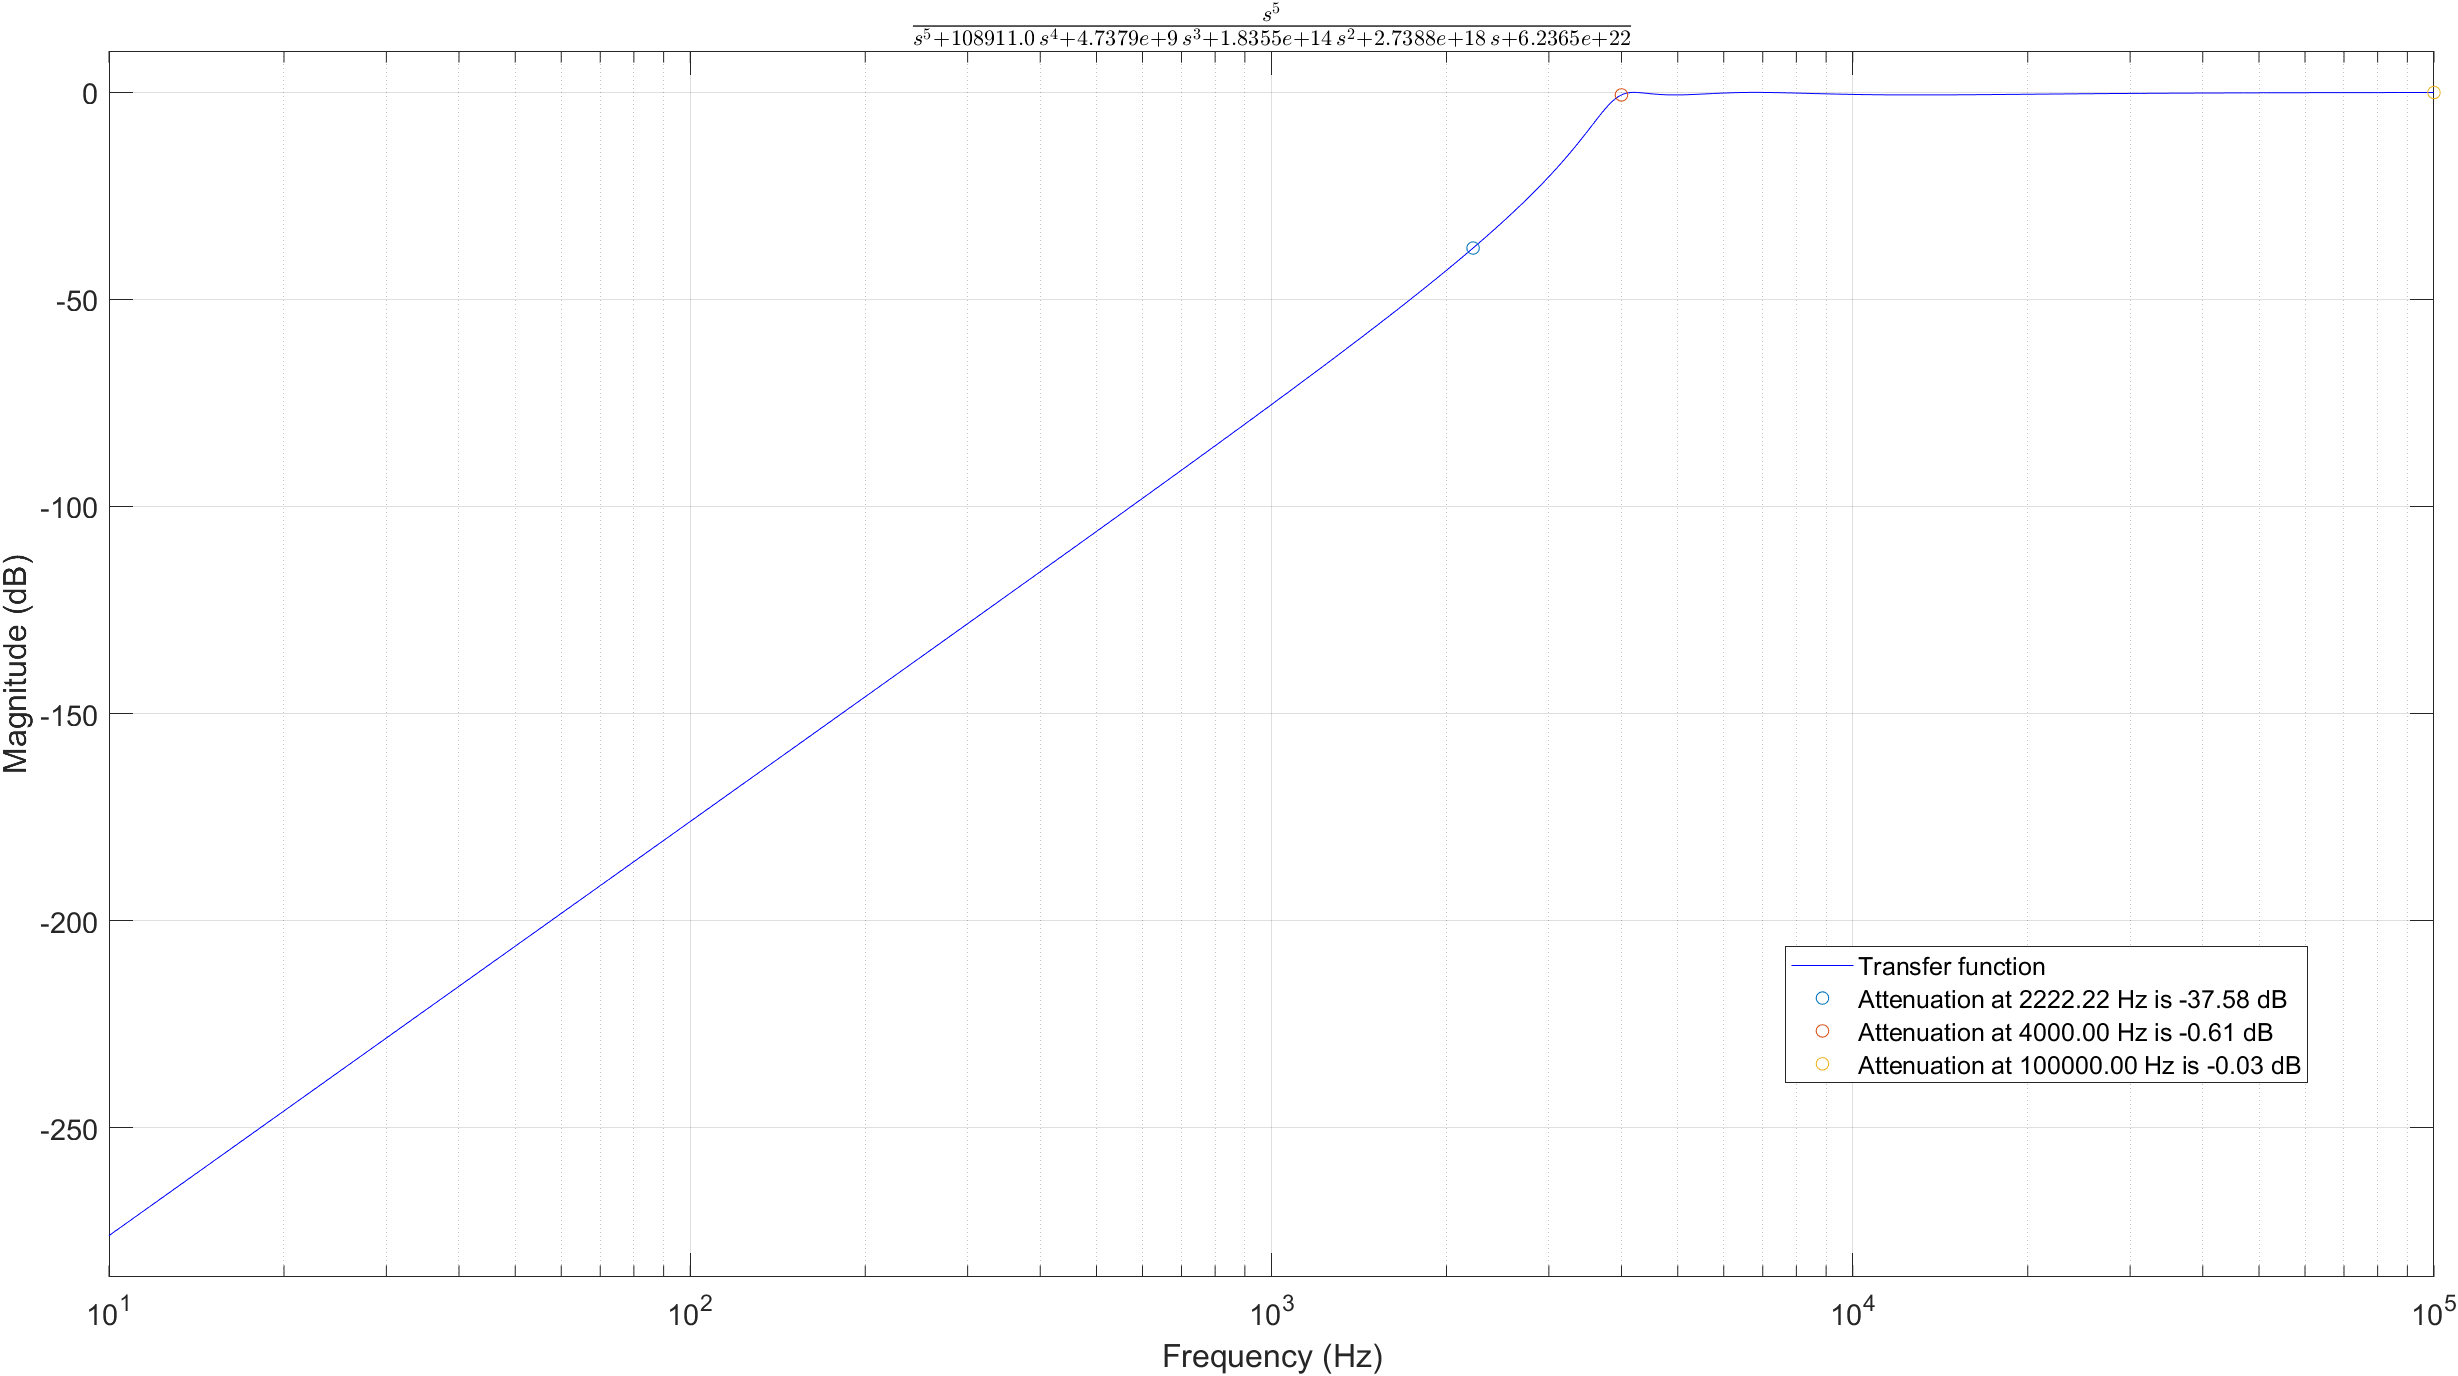 s^5
s^5+108911.0 s^4+4.7379e+9 s^3+1.8355e+14 s^2+2.7388e+18 s+6.2365e+22
0
-50
-100
-150
-200
-250
Magnitude (dB)
Transfer function
Attenuation at 2222.22 Hz is -37.58 dB
Attenuation at 4000.00 Hz is -0.61 dB
Attenuation at 100000.00 Hz is -0.03 dB
10^1 10^2 10^3 10^4 10^5
Frequency (Hz)